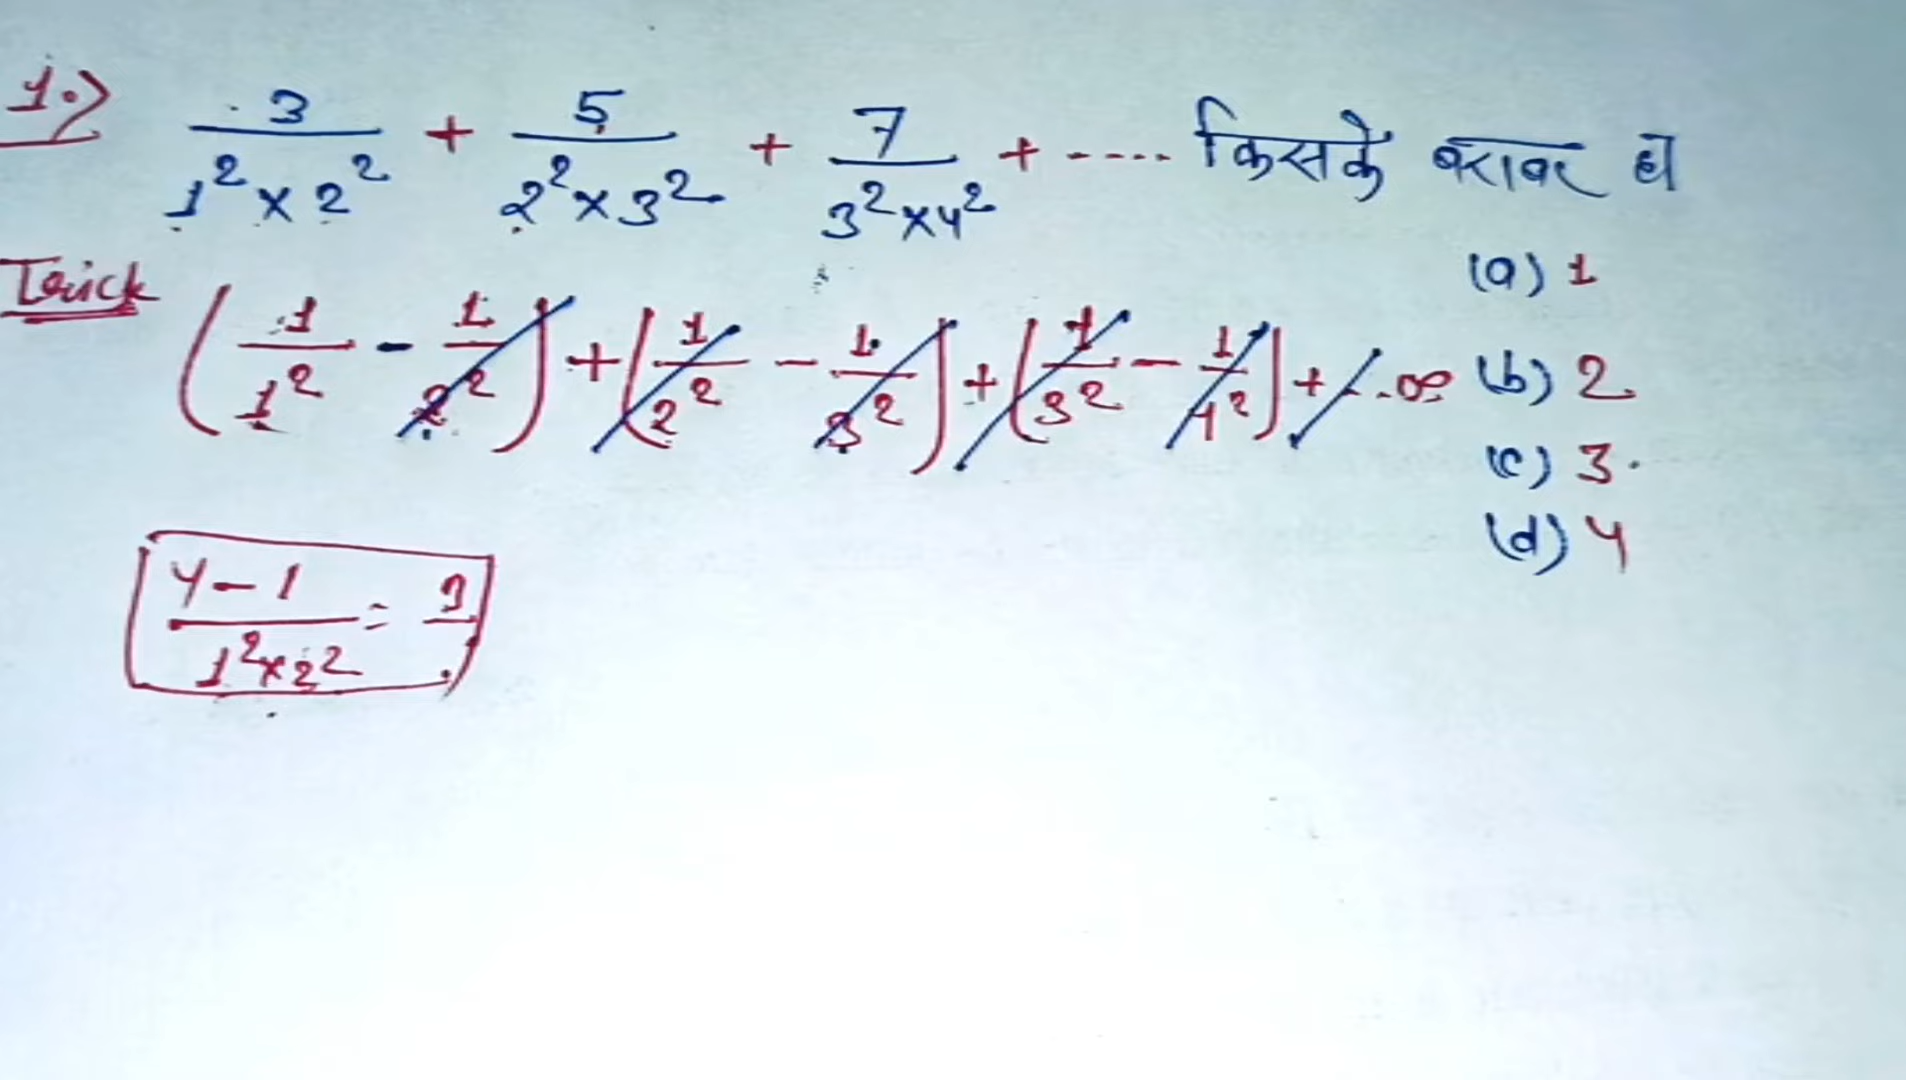 1.) 3/(1² × 2²) + 5/(2² × 3²) + 7/(3² × 4²) + ..... किसके बराबर है
(a) 1
Trick (1/1² - 1/2²) + (1/2² - 1/3²) + (1/3² - 1/4²) + ...∞
(b) 2
(c) 3
(d) 4
(4-1)/(1²×2²) =